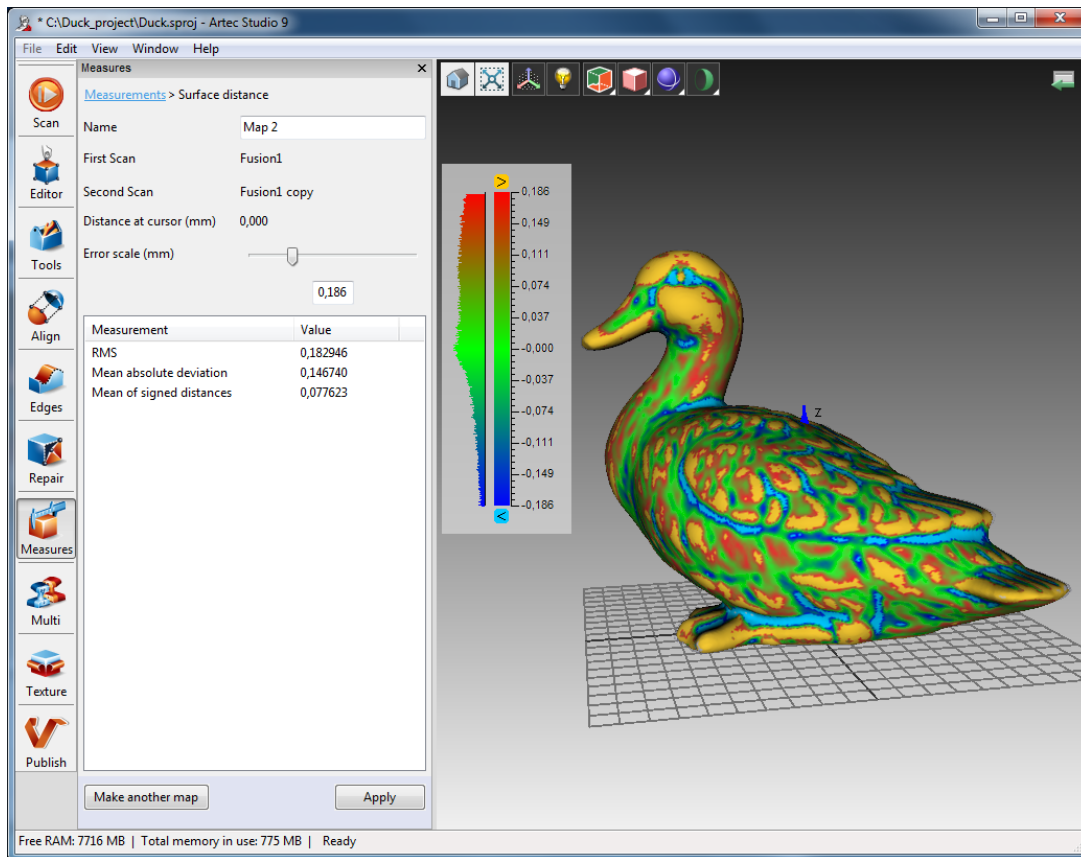 * C:\Duck_project\Duck.sproj - Artec Studio 9
File Edit View Window Help
Scan
Editor
Tools
Align
Edges
Repair
Measures
Multi
Texture
Publish
Measures
Measurements > Surface distance
Name Map 2
First Scan Fusion1
Second Scan Fusion1 copy
Distance at cursor (mm) 0,000
Error scale (mm)
0,186
Measurement Value
RMS 0,182946
Mean absolute deviation 0,146740
Mean of signed distances 0,077623
Make another map Apply
>
0,186
0,149
0,111
0,074
0,037
-0,000
-0,037
-0,074
-0,111
-0,149
-0,186
<
Z
Free RAM: 7716 MB | Total memory in use: 775 MB | Ready